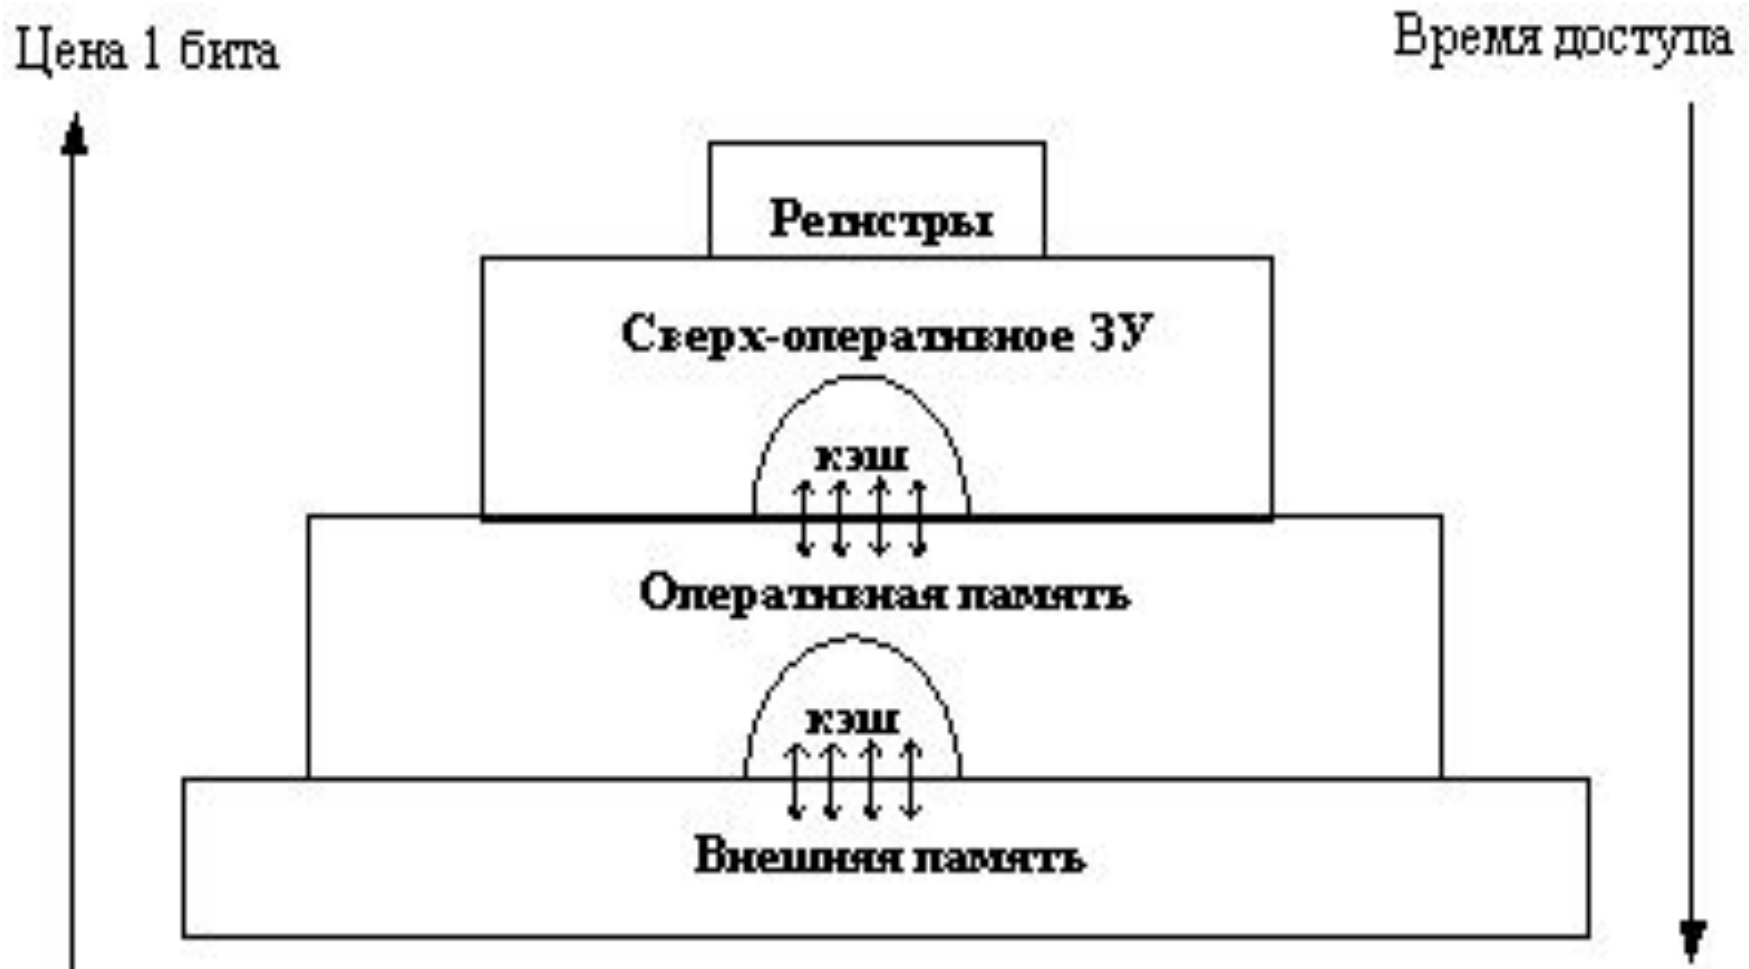 Цена 1 бита
Время доступа
Регистры
Сверх-оперативное ЗУ
кэш
Оперативная память
кэш
Внешняя память